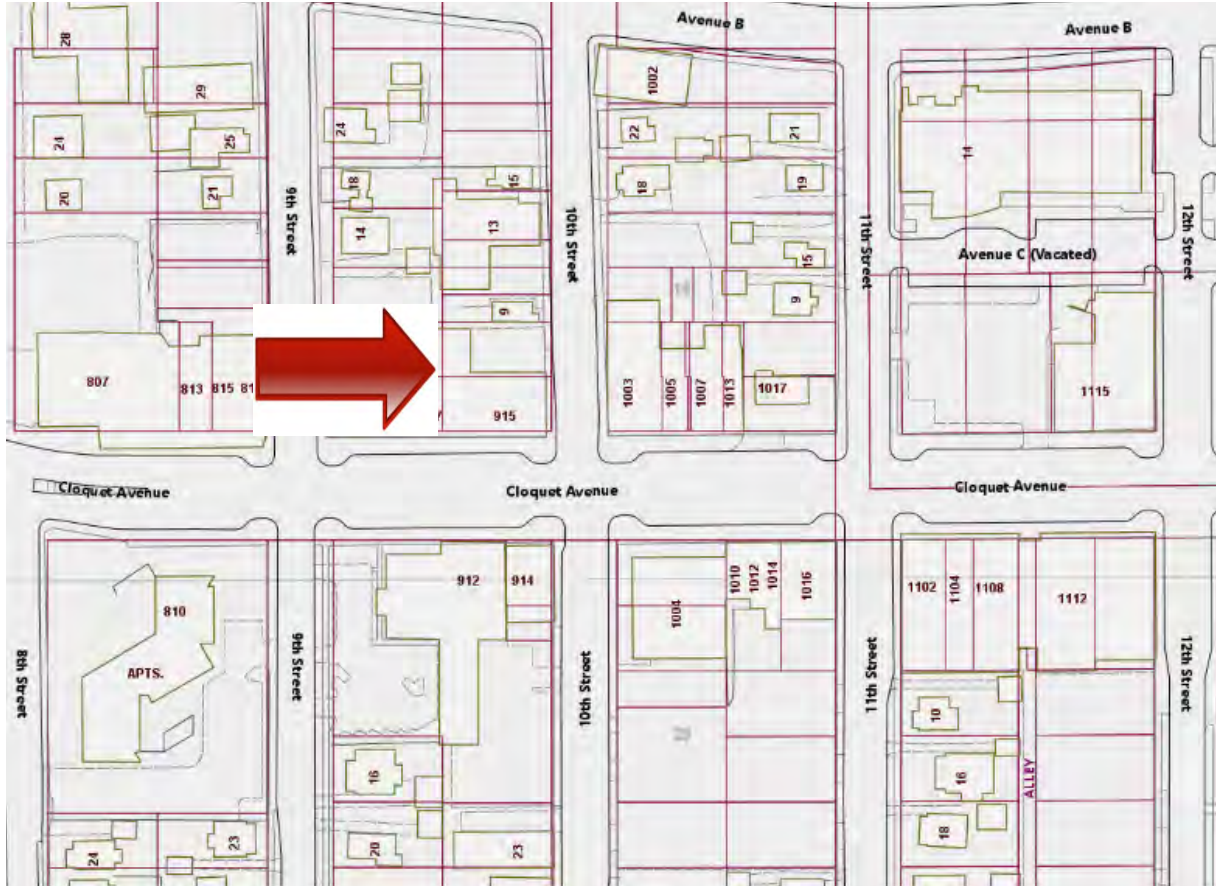 Avenue B
Avenue B
28
29
24
25
20
21
24
18
14
15
13
9
1002
22
21
18
19
15
9
14
9th Street
10th Street
11th Street
12th Street
Avenue C (Vacated)
807
813
815
915
1003
1005
1007
1013
1017
1115
Cloquet Avenue
Cloquet Avenue
Cloquet Avenue
810
APTS.
912
914
1004
1010
1012
1014
1016
1102
1104
1108
1112
8th Street
9th Street
10th Street
11th Street
12th Street
10
16
16
ALLEY
18
24
23
20
23